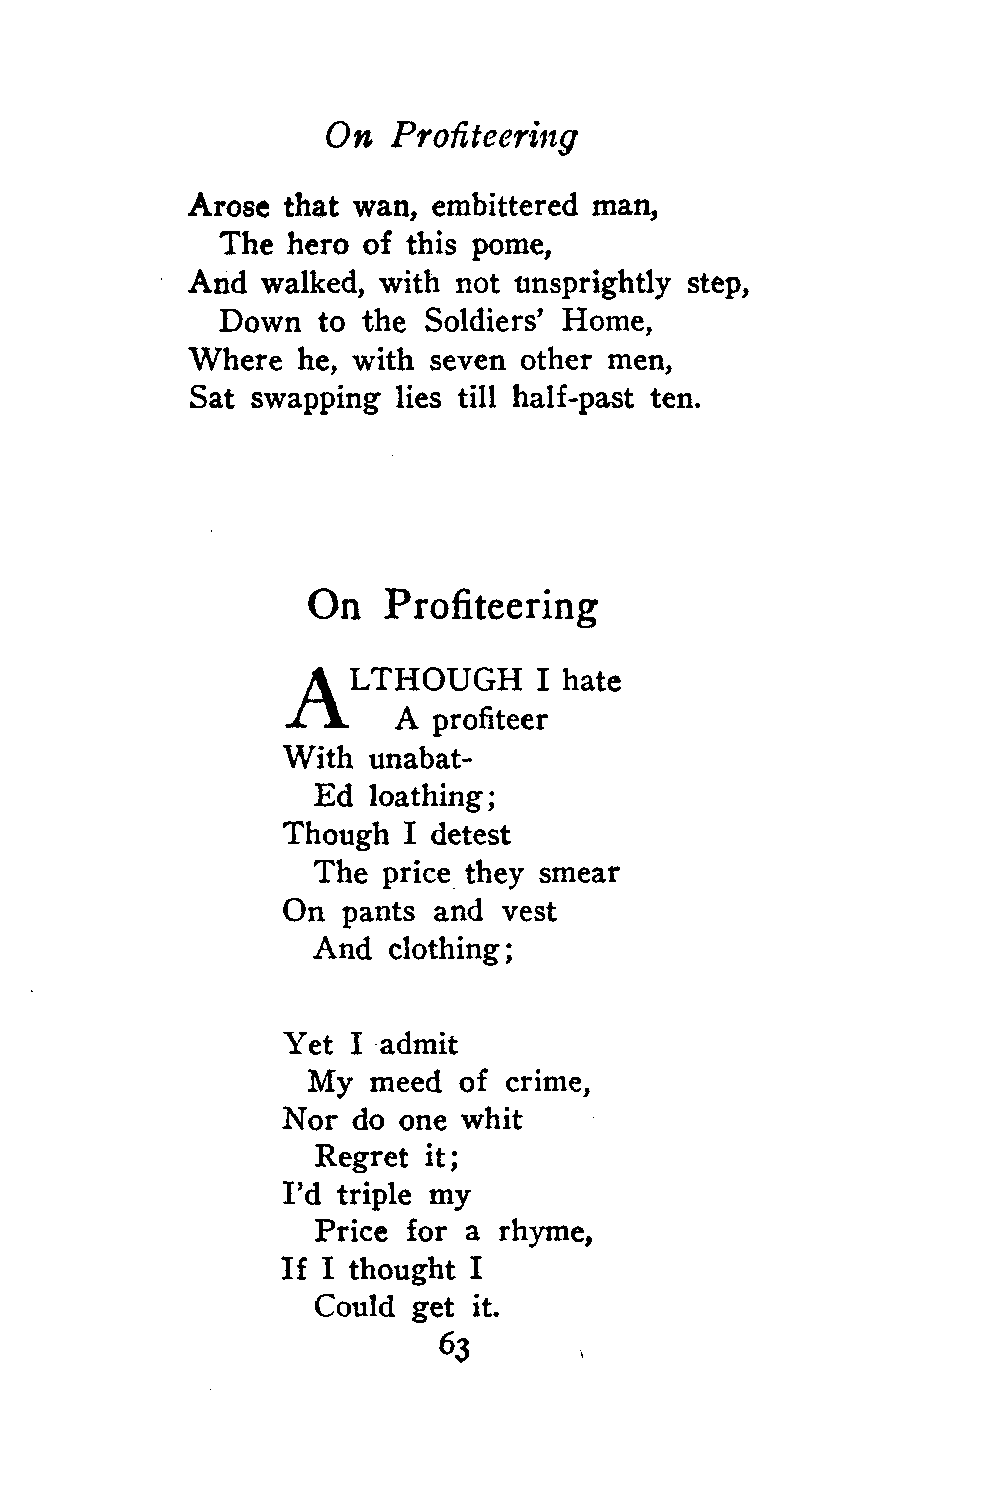 On Profiteering
Arose that wan, embittered man,
The hero of this pome,
And walked, with not unsprightly step,
Down to the Soldiers' Home,
Where he, with seven other men,
Sat swapping lies till half-past ten.
On Profiteering
ALTHOUGH I hate
A profiteer
With unabat-
Ed loathing;
Though I detest
The price they smear
On pants and vest
And clothing;
Yet I admit
My meed of crime,
Nor do one whit
Regret it;
I'd triple my
Price for a rhyme,
If I thought I
Could get it.
63